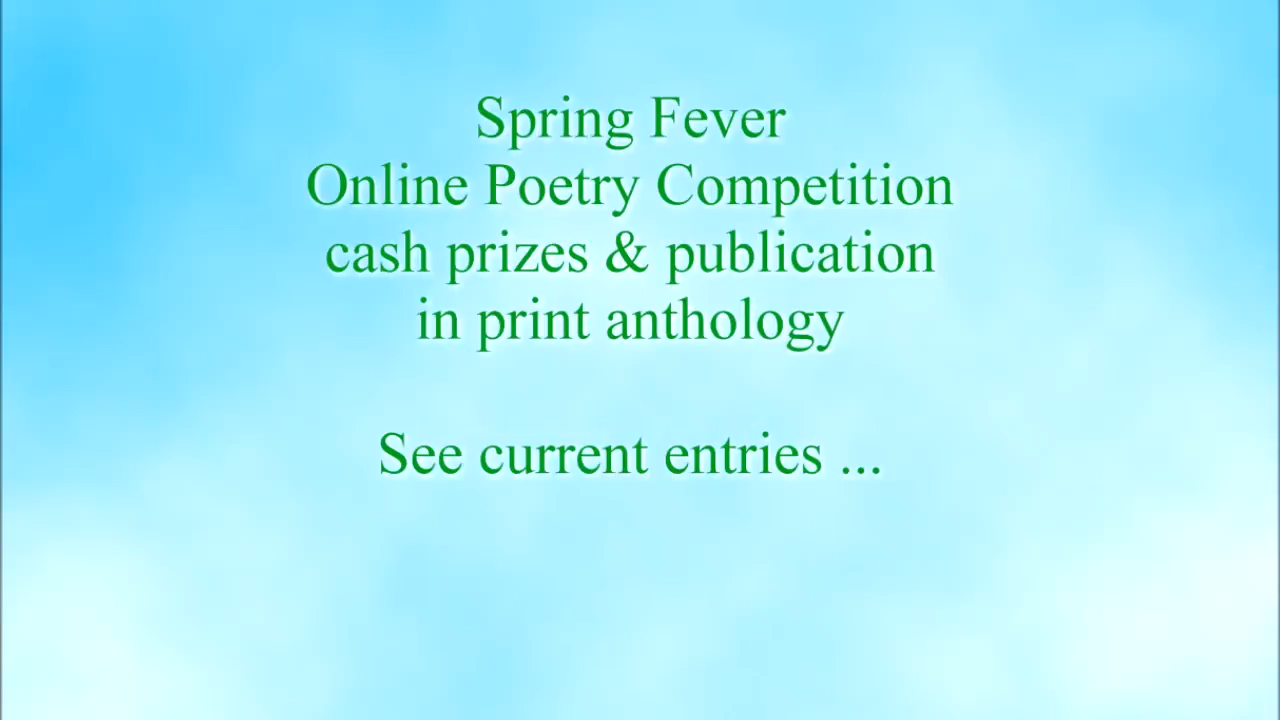 Spring Fever
Online Poetry Competition
cash prizes & publication
in print anthology
See current entries ...